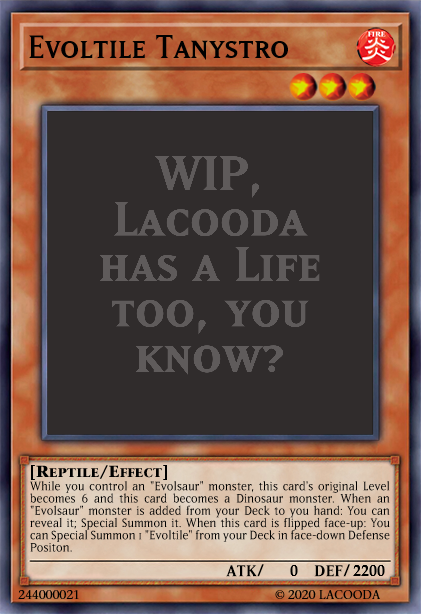 Evoltile Tanystro
FIRE
炎
WIP,
Lacooda
has a Life
too, you
know?
[Reptile/Effect]
While you control an "Evolsaur" monster, this card's original Level
becomes 6 and this card becomes a Dinosaur monster. When an
"Evolsaur" monster is added from your Deck to you hand: You can
reveal it; Special Summon it. When this card is flipped face-up: You
can Special Summon 1 "Evoltile" from your Deck in face-down Defense
Positon.
ATK/ 0 DEF/ 2200
244000021 © 2020 LACOODA